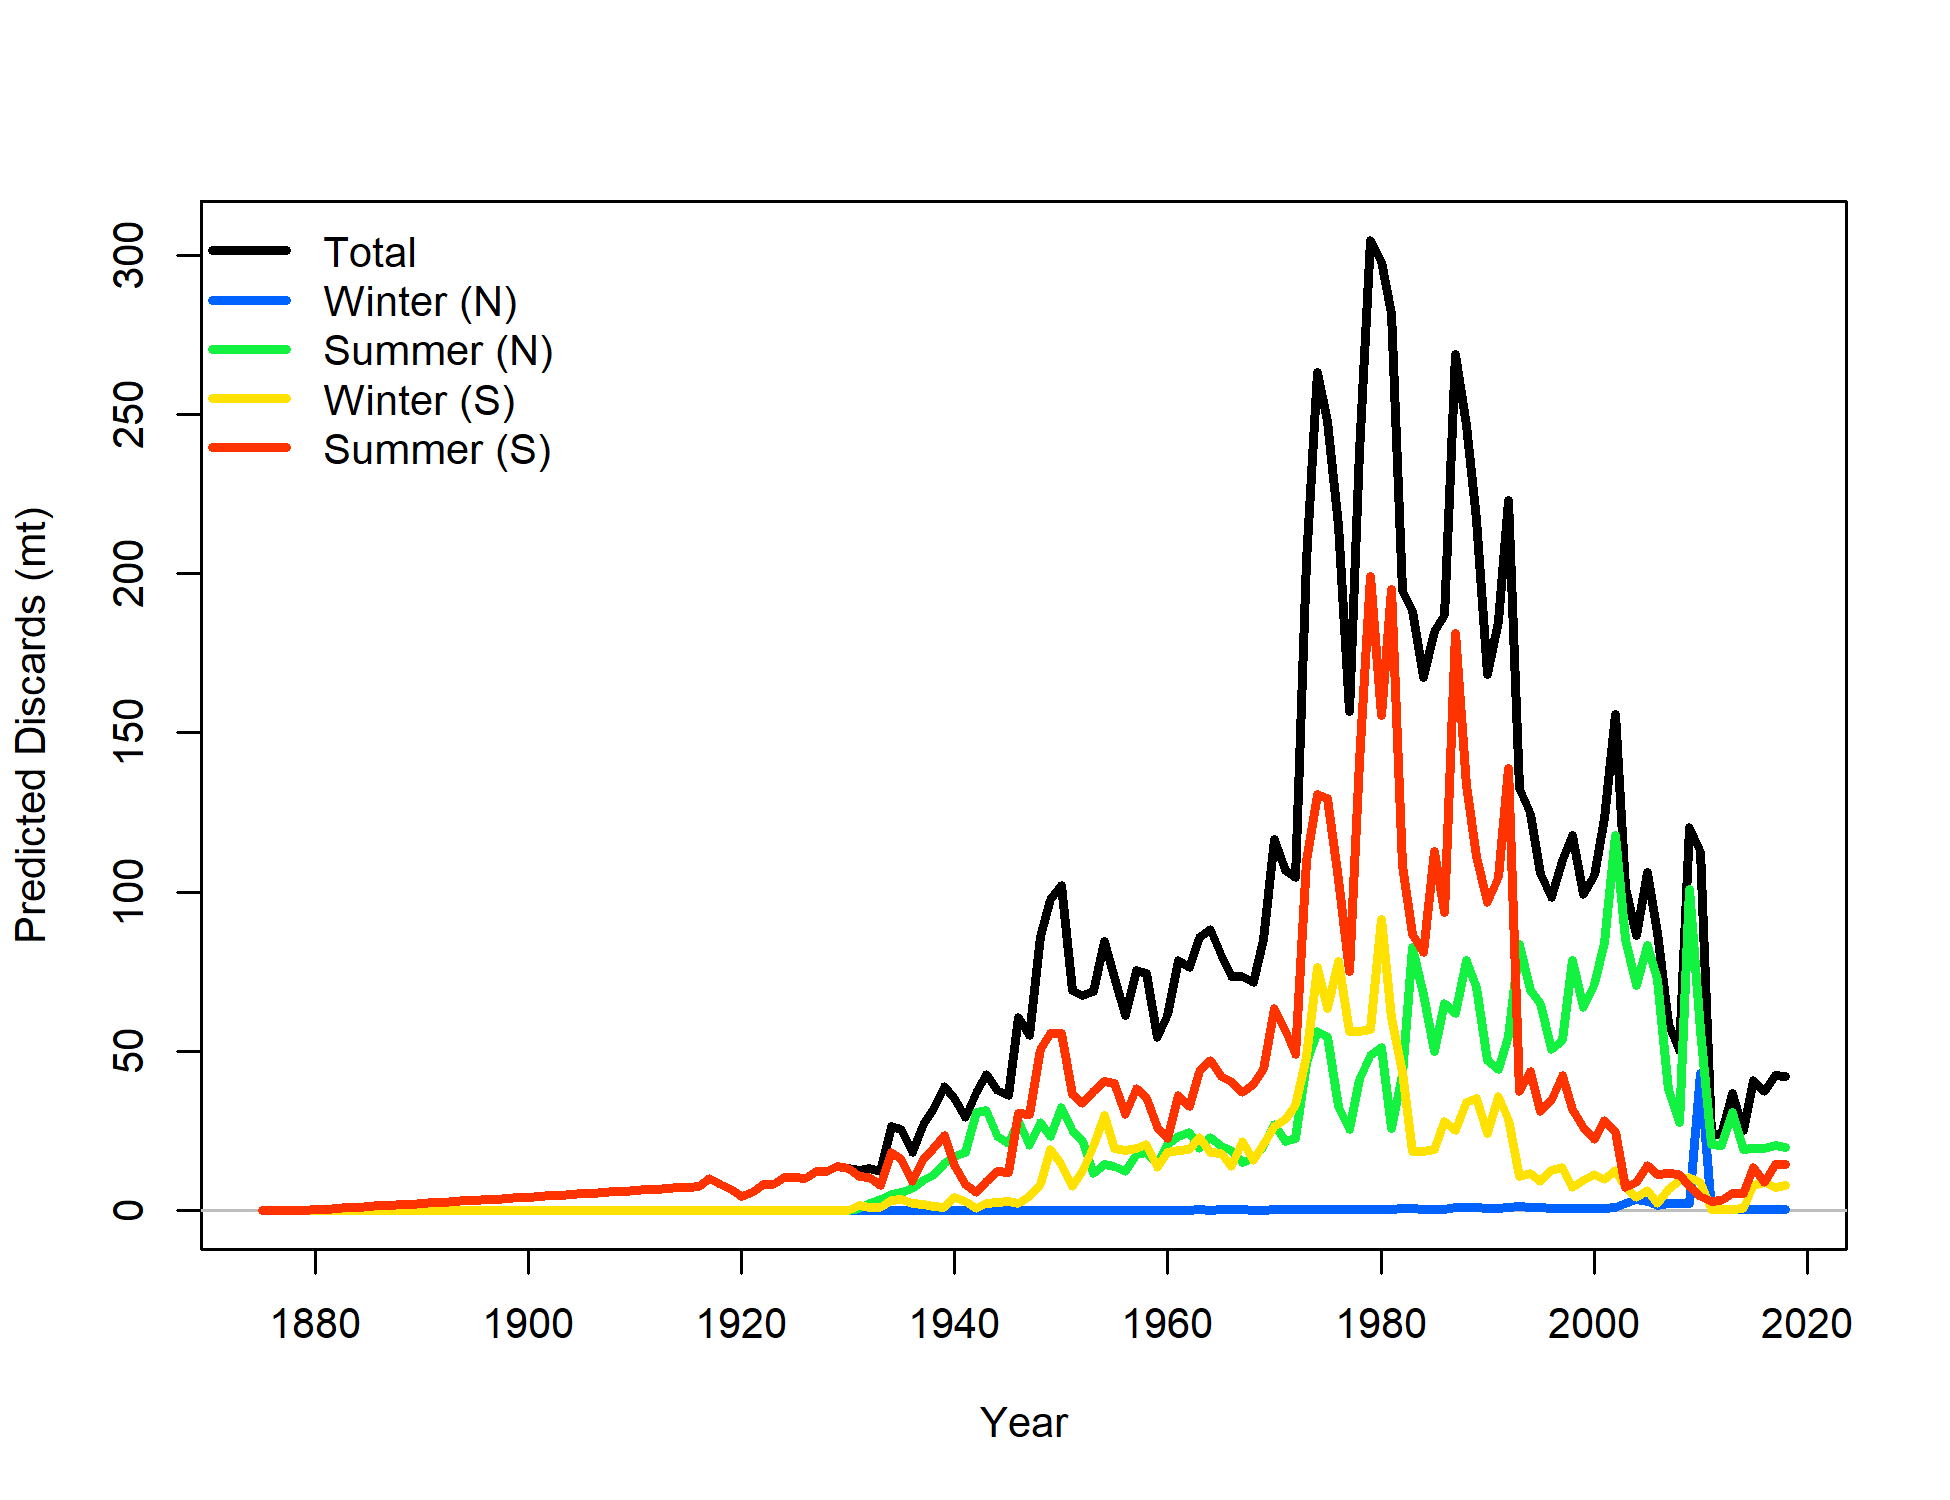 Total
Winter (N)
Summer (N)
Winter (S)
Summer (S)
300
250
200
150
100
50
0
Predicted Discards (mt)
1880 1900 1920 1940 1960 1980 2000 2020
Year